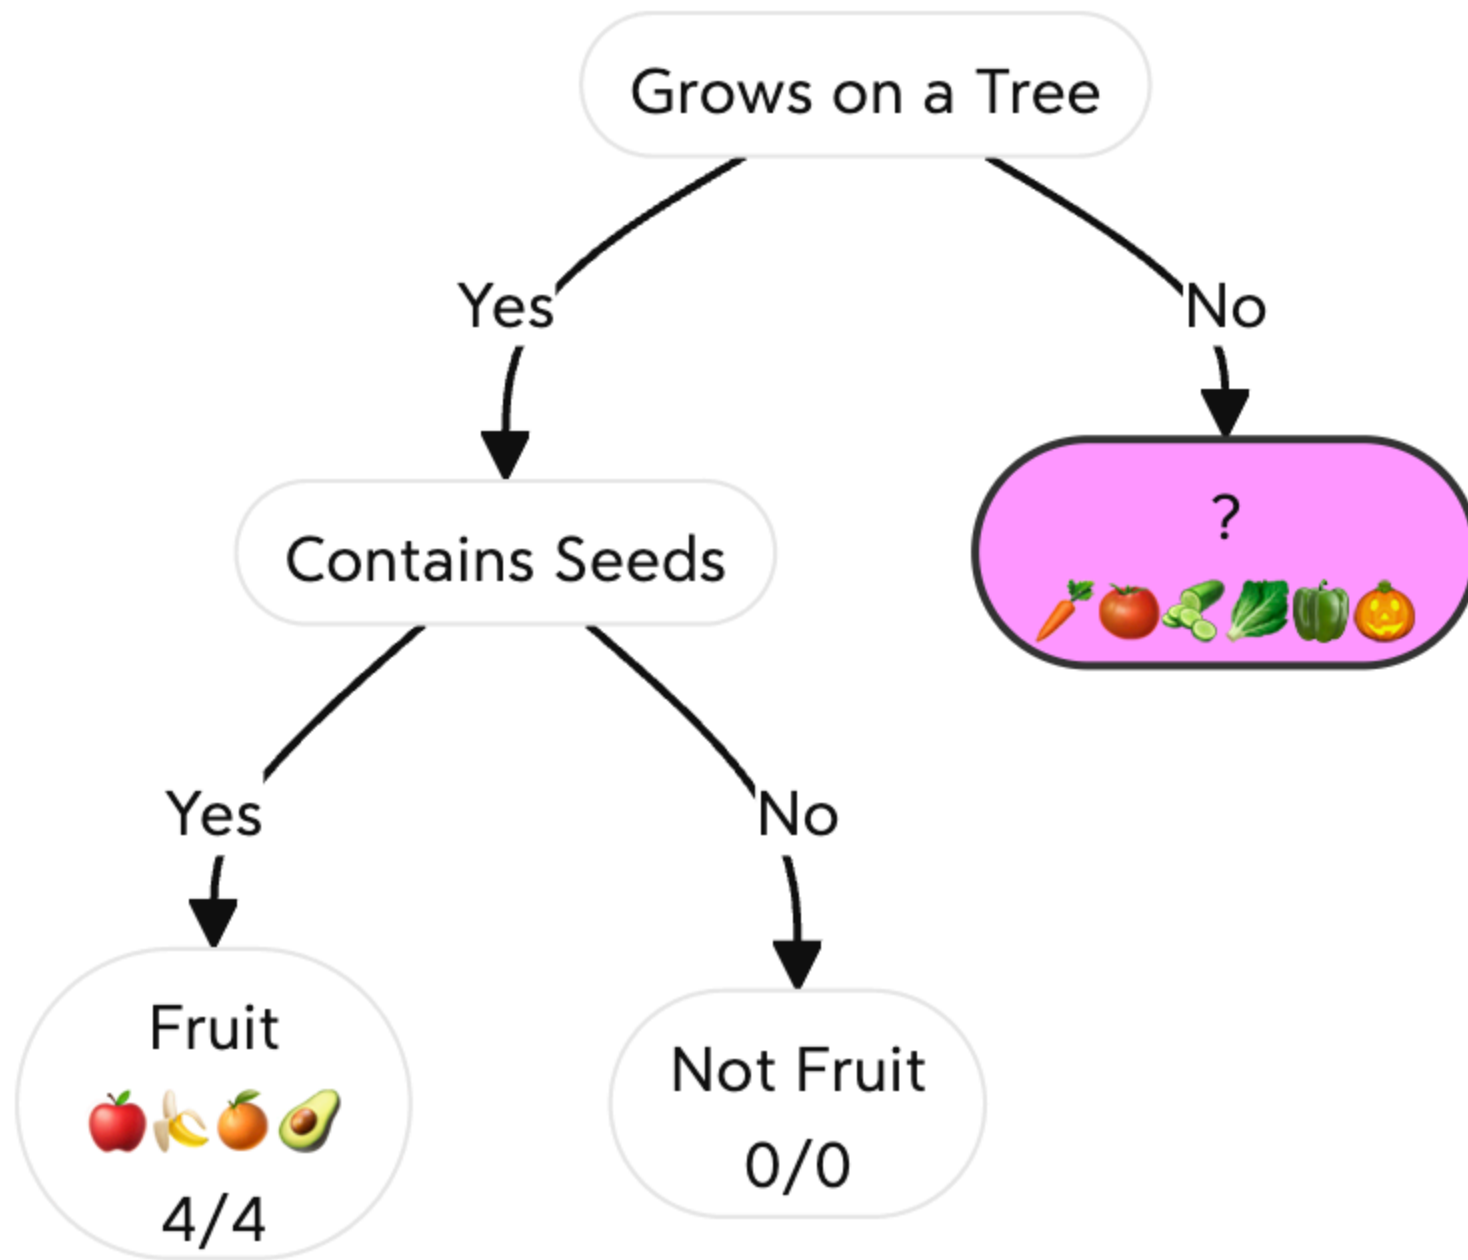 Grows on a Tree
Yes
No
?
Contains Seeds
Yes
No
Fruit
4/4
Not Fruit
0/0